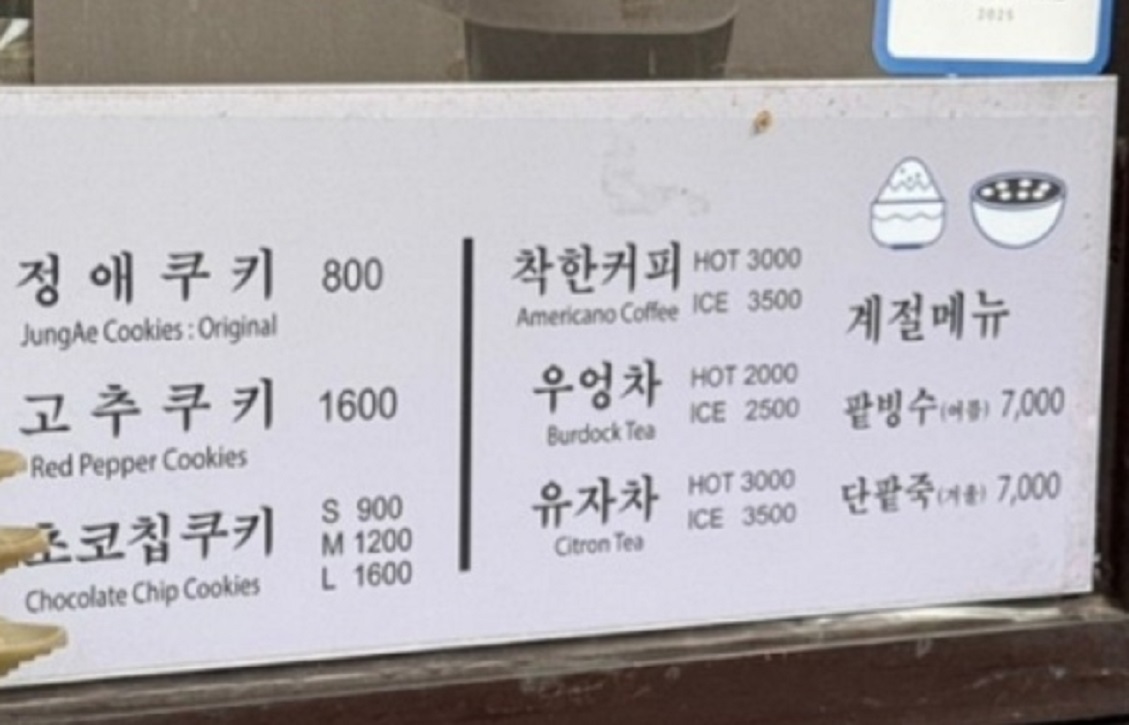 2025
정애쿠키 800
JungAe Cookies : Original
고추쿠키 1600
Red Pepper Cookies
초코칩쿠키
S 900
M 1200
L 1600
Chocolate Chip Cookies
착한커피 HOT 3000
Americano Coffee ICE 3500
우엉차 HOT 2000
ICE 2500
Burdock Tea
유자차 HOT 3000
ICE 3500
Citron Tea
계절메뉴
팥빙수(여름) 7,000
단팥죽(겨울) 7,000